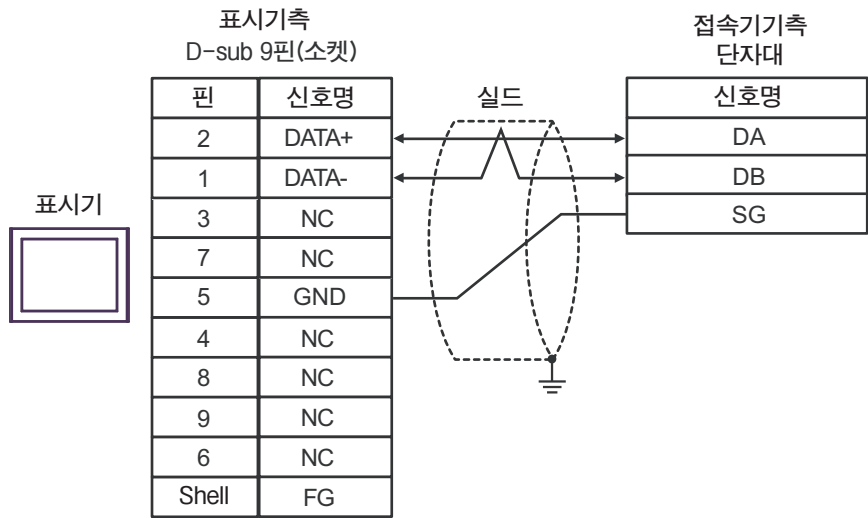 표시기측
D-sub 9핀(소켓)
접속기기측
단자대
핀 신호명
실드
신호명
2 DATA+
DA
1 DATA-
DB
표시기
3 NC
SG
7 NC
5 GND
4 NC
8 NC
9 NC
6 NC
Shell FG